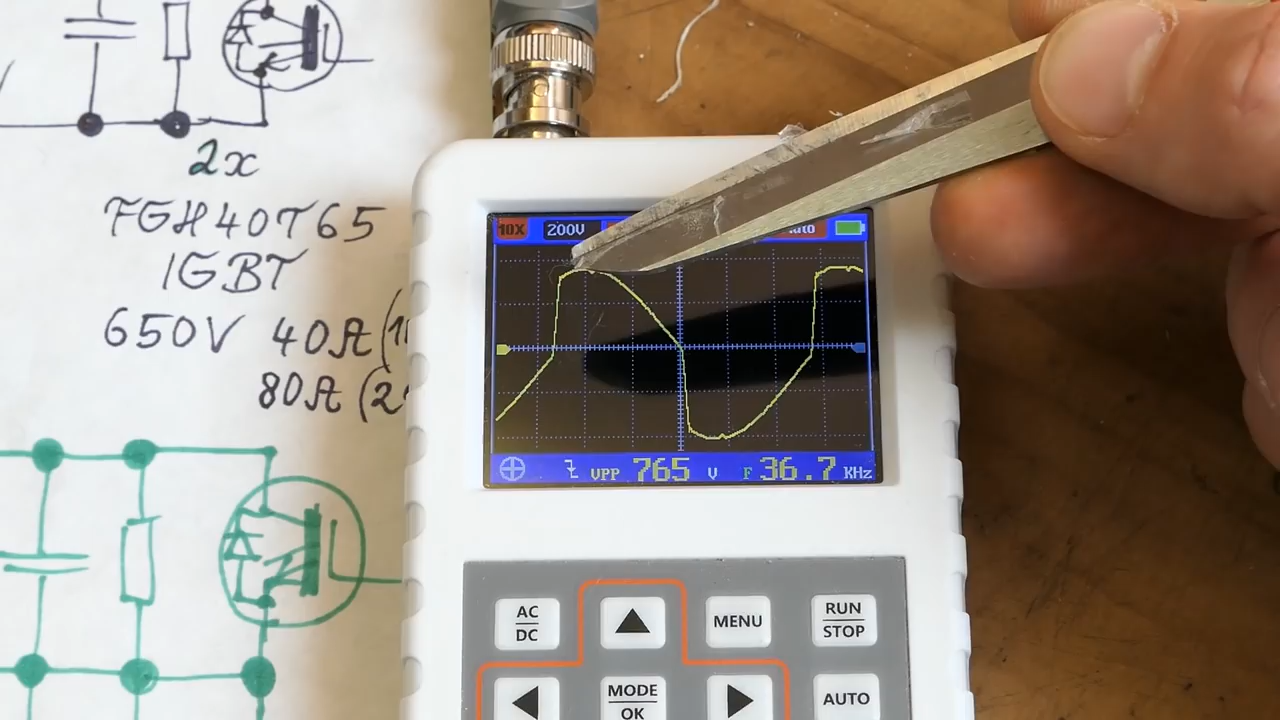 2x
FGH40T65
IGBT
650V 40A
80A
10X 200V Auto
VPP 765 V F 36.7 KHz
AC
DC
MENU
RUN
STOP
MODE
OK
AUTO